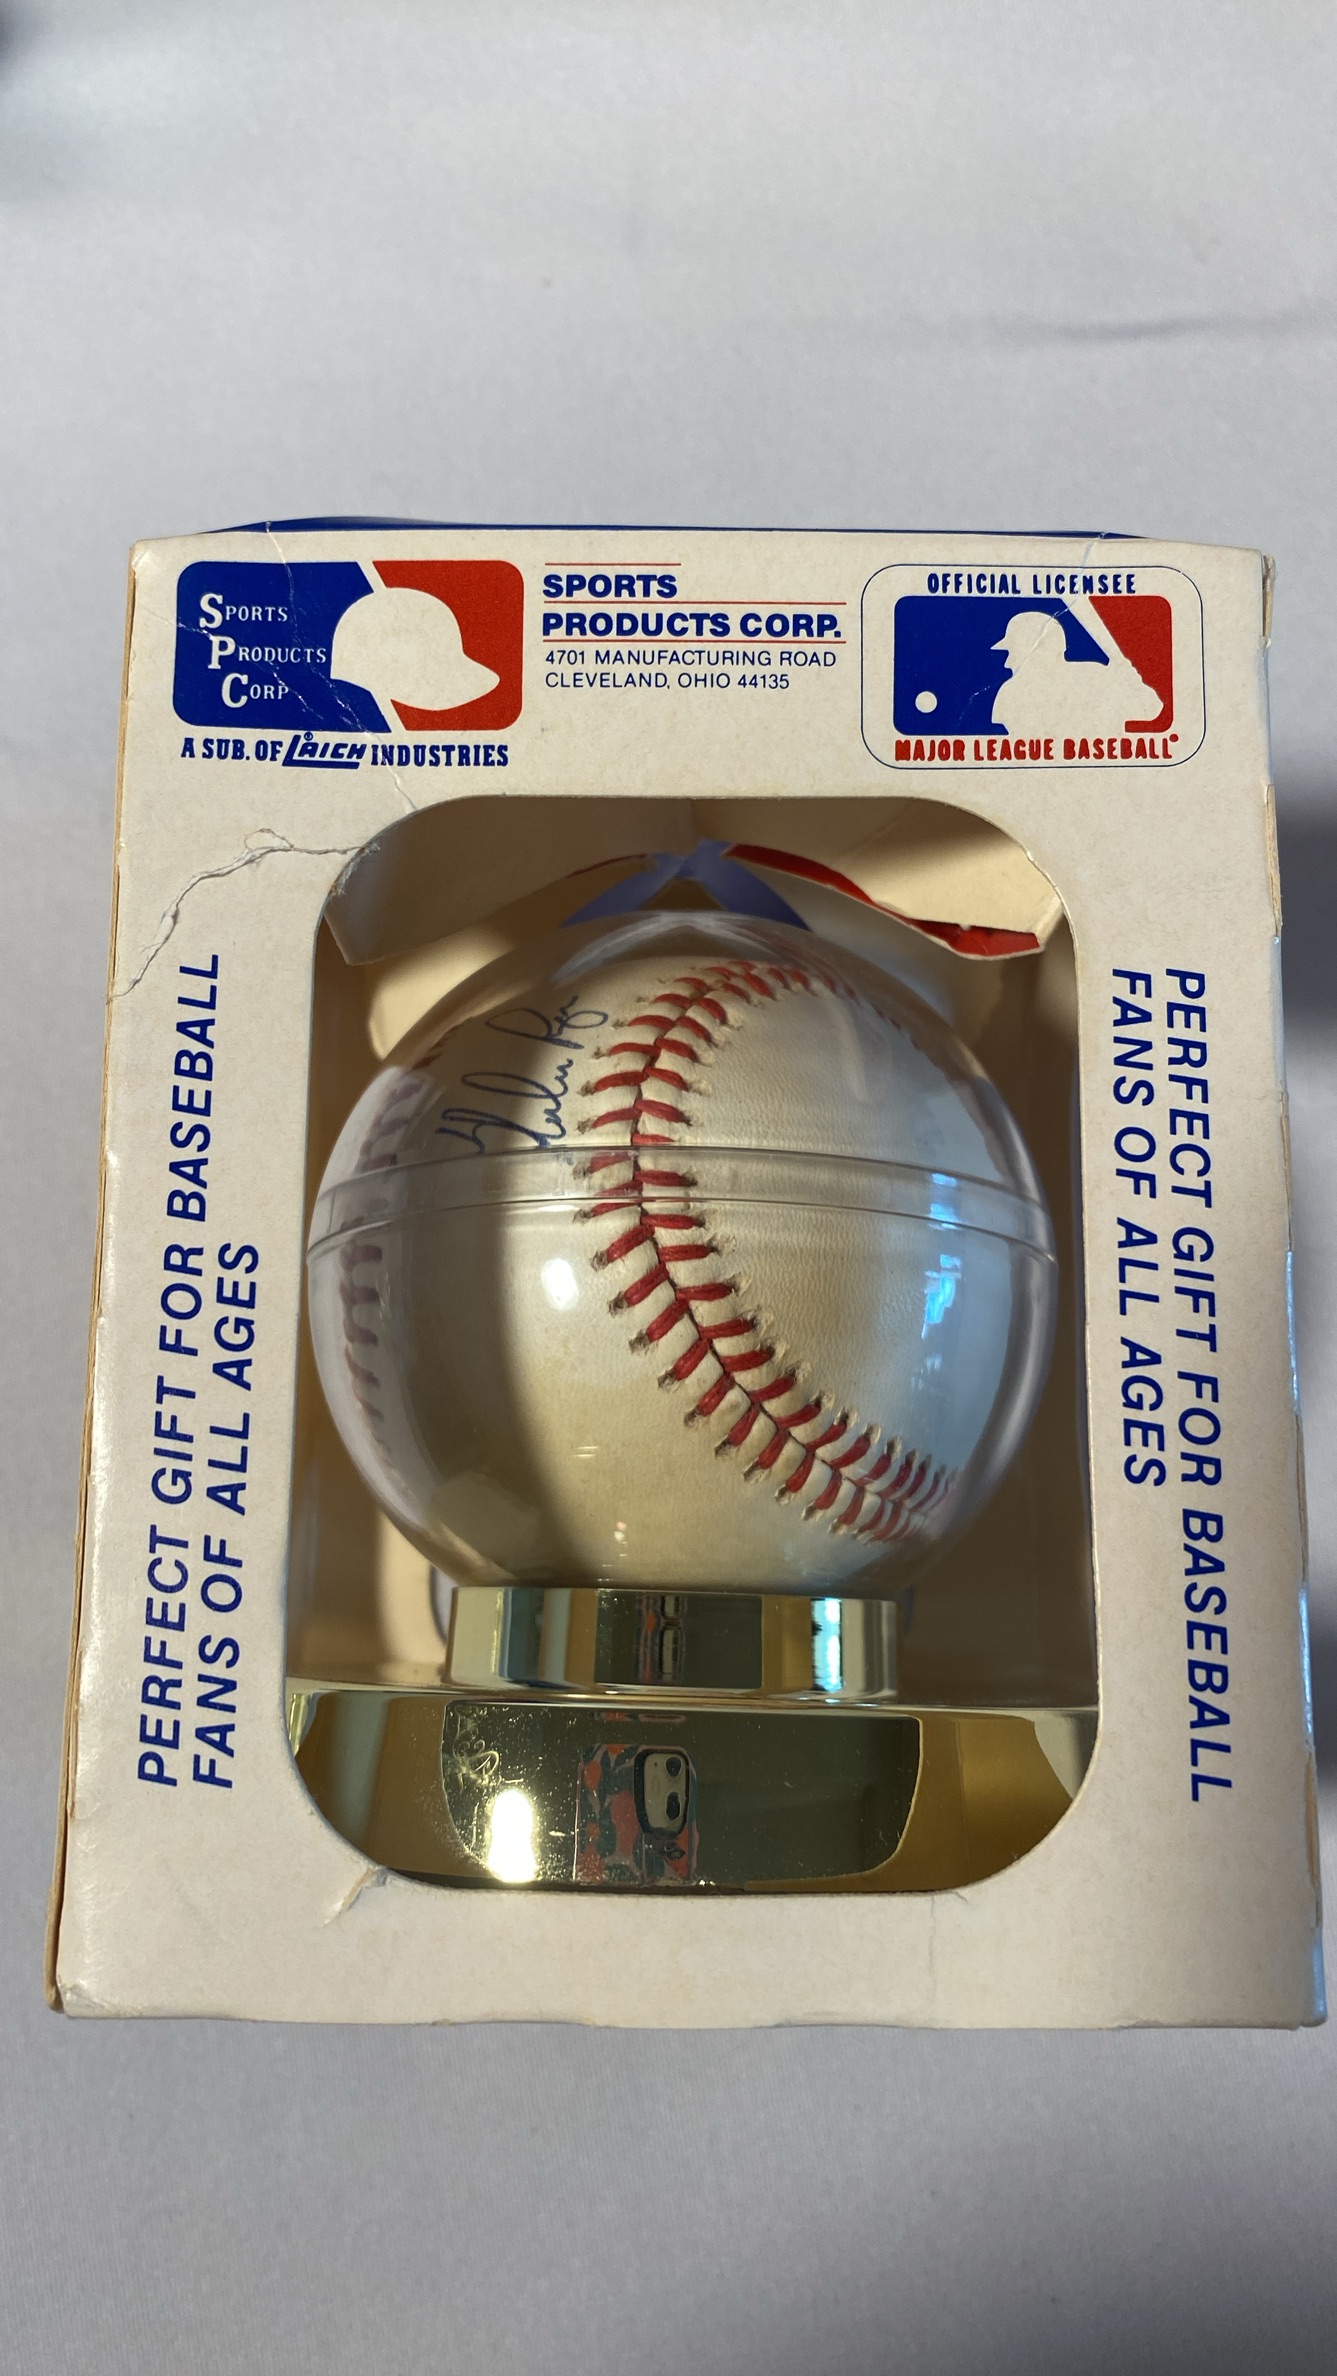 SPORTS
PRODUCTS
CORP
A SUB. OF LAICH INDUSTRIES
SPORTS
PRODUCTS CORP.
4701 MANUFACTURING ROAD
CLEVELAND, OHIO 44135
OFFICIAL LICENSEE
MAJOR LEAGUE BASEBALL®
PERFECT GIFT FOR BASEBALL
FANS OF ALL AGES
PERFECT GIFT FOR BASEBALL
FANS OF ALL AGES